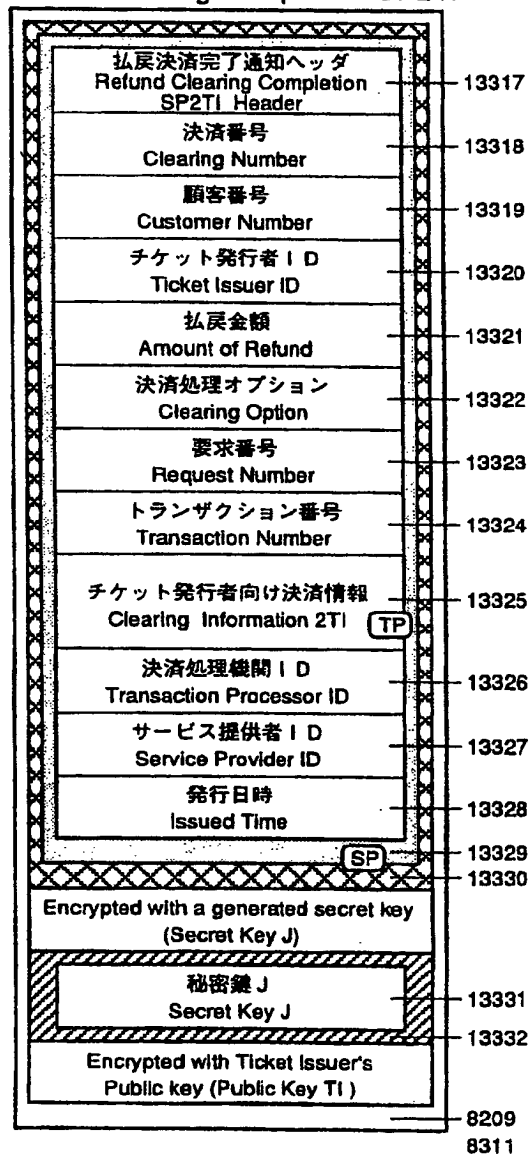 払戻決済完了通知ヘッダ
Refund Clearing Completion
SP2TI Header
13317
決済番号
Clearing Number
13318
顧客番号
Customer Number
13319
チケット発行者ID
Ticket Issuer ID
13320
払戻金額
Amount of Refund
13321
決済処理オプション
Clearing Option
13322
要求番号
Request Number
13323
トランザクション番号
Transaction Number
13324
チケット発行者向け決済情報
Clearing Information 2TI
TP
13325
決済処理機関ID
Transaction Processor ID
13326
サービス提供者ID
Service Provider ID
13327
発行日時
Issued Time
13328
SP
13329
13330
Encrypted with a generated secret key
(Secret Key J)
秘密鍵J
Secret Key J
13331
13332
Encrypted with Ticket Issuer's
Public key (Public Key TI)
8209
8311